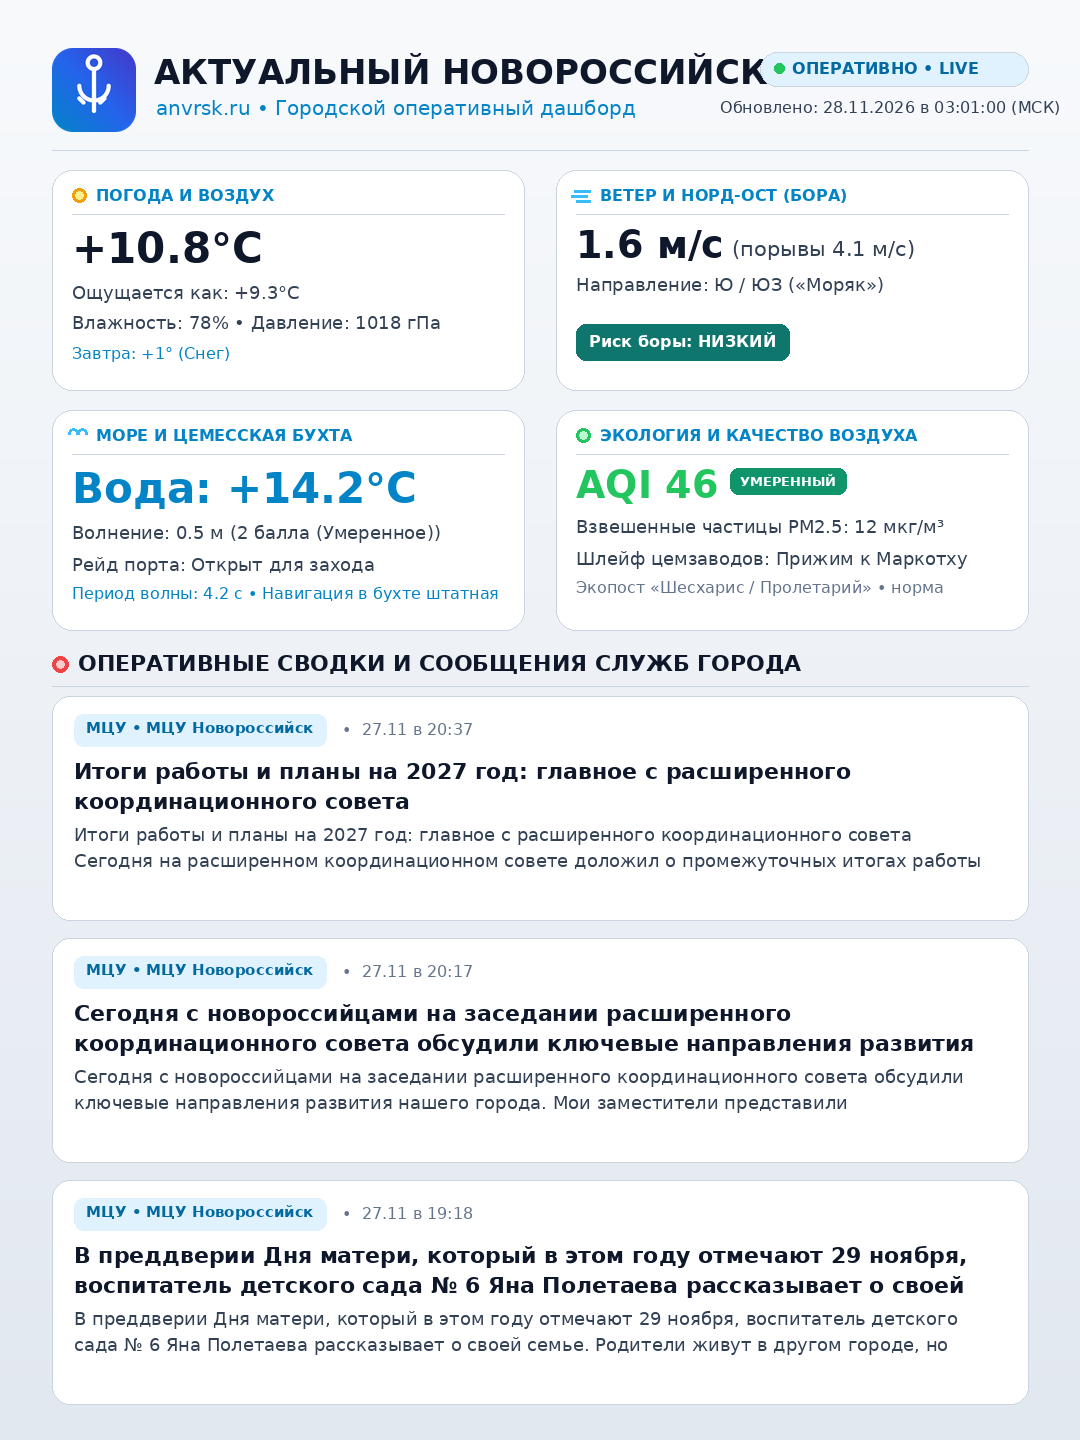 АКТУАЛЬНЫЙ НОВОРОССИЙСК
ОПЕРАТИВНО • LIVE
anvrsk.ru • Городской оперативный дашборд
Обновлено: 28.11.2026 в 03:01:00 (МСК)
ПОГОДА И ВОЗДУХ
+10.8°C
Ощущается как: +9.3°C
Влажность: 78% • Давление: 1018 гПа
Завтра: +1° (Снег)
ВЕТЕР И НОРД-ОСТ (БОРА)
1.6 м/с (порывы 4.1 м/с)
Направление: Ю / ЮЗ («Моряк»)
Риск боры: НИЗКИЙ
МОРЕ И ЦЕМЕССКАЯ БУХТА
Вода: +14.2°C
Волнение: 0.5 м (2 балла (Умеренное))
Рейд порта: Открыт для захода
Период волны: 4.2 с • Навигация в бухте штатная
ЭКОЛОГИЯ И КАЧЕСТВО ВОЗДУХА
AQI 46 УМЕРЕННЫЙ
Взвешенные частицы PM2.5: 12 мкг/м³
Шлейф цемзаводов: Прижим к Маркотху
Экопост «Шесхарис / Пролетарий» • норма
ОПЕРАТИВНЫЕ СВОДКИ И СООБЩЕНИЯ СЛУЖБ ГОРОДА
МЦУ • МЦУ Новороссийск • 27.11 в 20:37
Итоги работы и планы на 2027 год: главное с расширенного
координационного совета
Итоги работы и планы на 2027 год: главное с расширенного координационного совета
Сегодня на расширенном координационном совете доложил о промежуточных итогах работы
МЦУ • МЦУ Новороссийск • 27.11 в 20:17
Сегодня с новороссийцами на заседании расширенного
координационного совета обсудили ключевые направления развития
Сегодня с новороссийцами на заседании расширенного координационного совета обсудили
ключевые направления развития нашего города. Мои заместители представили
МЦУ • МЦУ Новороссийск • 27.11 в 19:18
В преддверии Дня матери, который в этом году отмечают 29 ноября,
воспитатель детского сада № 6 Яна Полетаева рассказывает о своей
В преддверии Дня матери, который в этом году отмечают 29 ноября, воспитатель детского
сада № 6 Яна Полетаева рассказывает о своей семье. Родители живут в другом городе, но